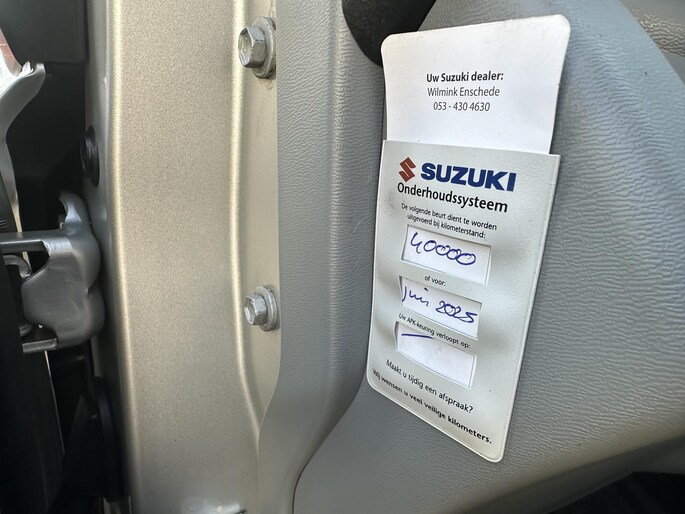 Uw Suzuki dealer:
Wilmink Enschede
053 - 430 4630
SUZUKI
Onderhoudssysteem
De volgende beurt dient te worden
uitgevoerd bij kilometerstand:
40000
of voor:
juni 2025
Uw APK-keuring verloopt op:
—
Maakt u tijdig een afspraak?
Wij wensen u veel veilige kilometers.